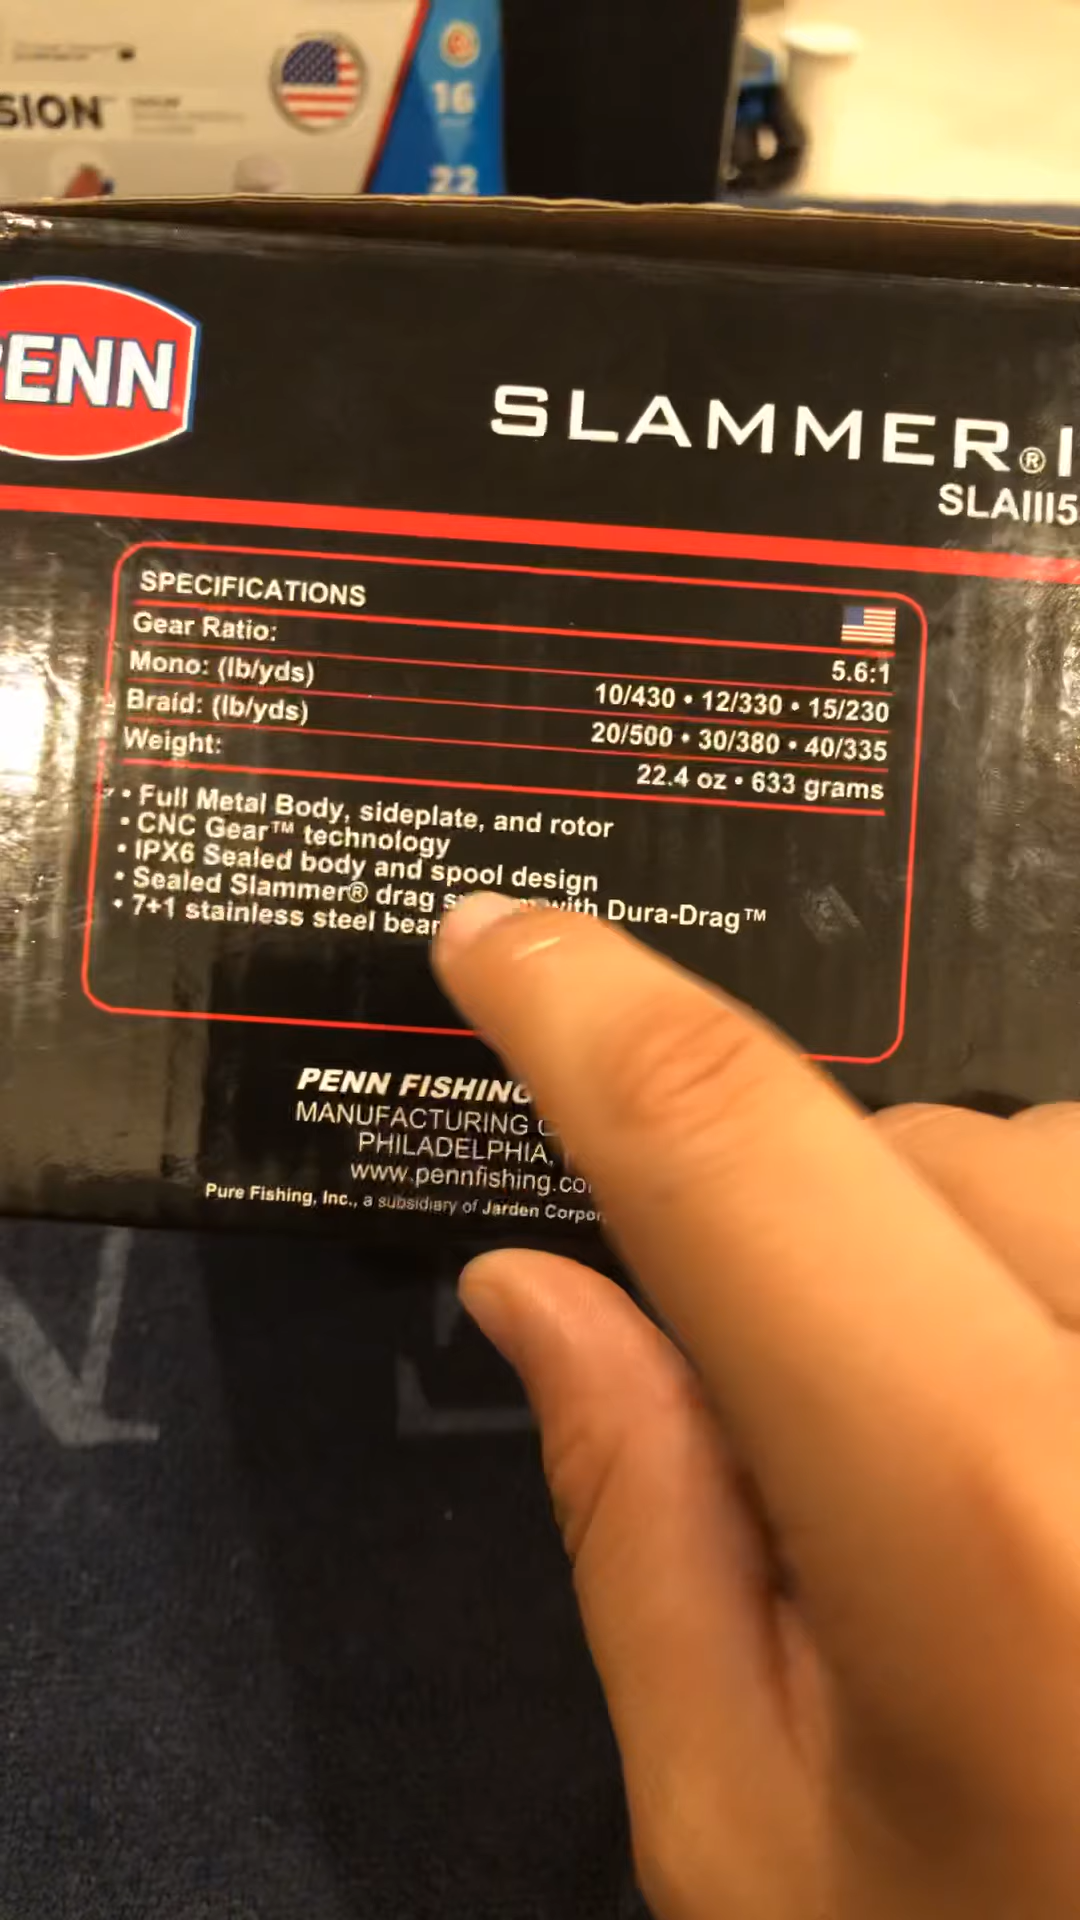 SION
16
22
PENN
SLAMMER® I
SLAIII5
SPECIFICATIONS
Gear Ratio:
5.6:1
Mono: (lb/yds)
10/430 • 12/330 • 15/230
Braid: (lb/yds)
20/500 • 30/380 • 40/335
Weight:
22.4 oz • 633 grams
• Full Metal Body, sideplate, and rotor
• CNC Gear™ technology
• IPX6 Sealed body and spool design
• Sealed Slammer® drag with Dura-Drag™
• 7+1 stainless steel bear
PENN FISHING
MANUFACTURING
PHILADELPHIA,
www.pennfishing.co
Pure Fishing, Inc., a subsidiary of Jarden Corpor